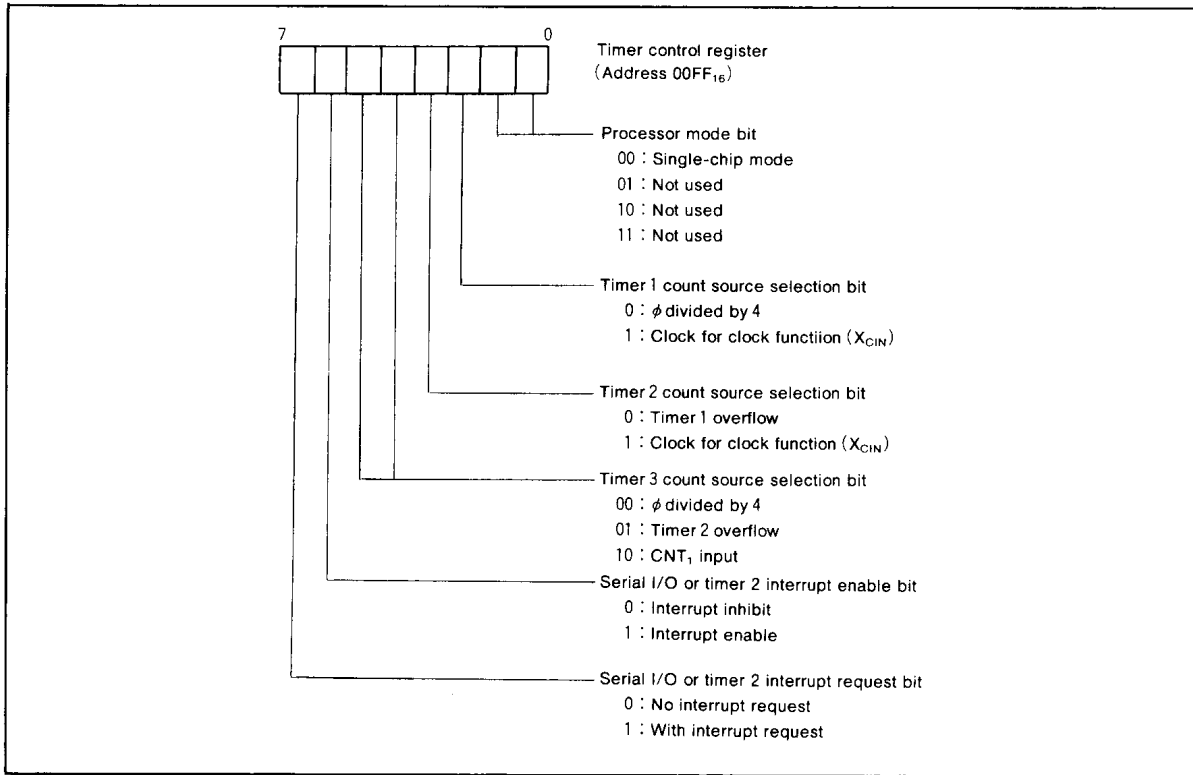 7 0
Timer control register
(Address 00FF₁₆)
Processor mode bit
00 : Single-chip mode
01 : Not used
10 : Not used
11 : Not used
Timer 1 count source selection bit
0 : ϕ divided by 4
1 : Clock for clock functiion (X_CIN)
Timer 2 count source selection bit
0 : Timer 1 overflow
1 : Clock for clock function (X_CIN)
Timer 3 count source selection bit
00 : ϕ divided by 4
01 : Timer 2 overflow
10 : CNT₁ input
Serial I/O or timer 2 interrupt enable bit
0 : Interrupt inhibit
1 : Interrupt enable
Serial I/O or timer 2 interrupt request bit
0 : No interrupt request
1 : With interrupt request